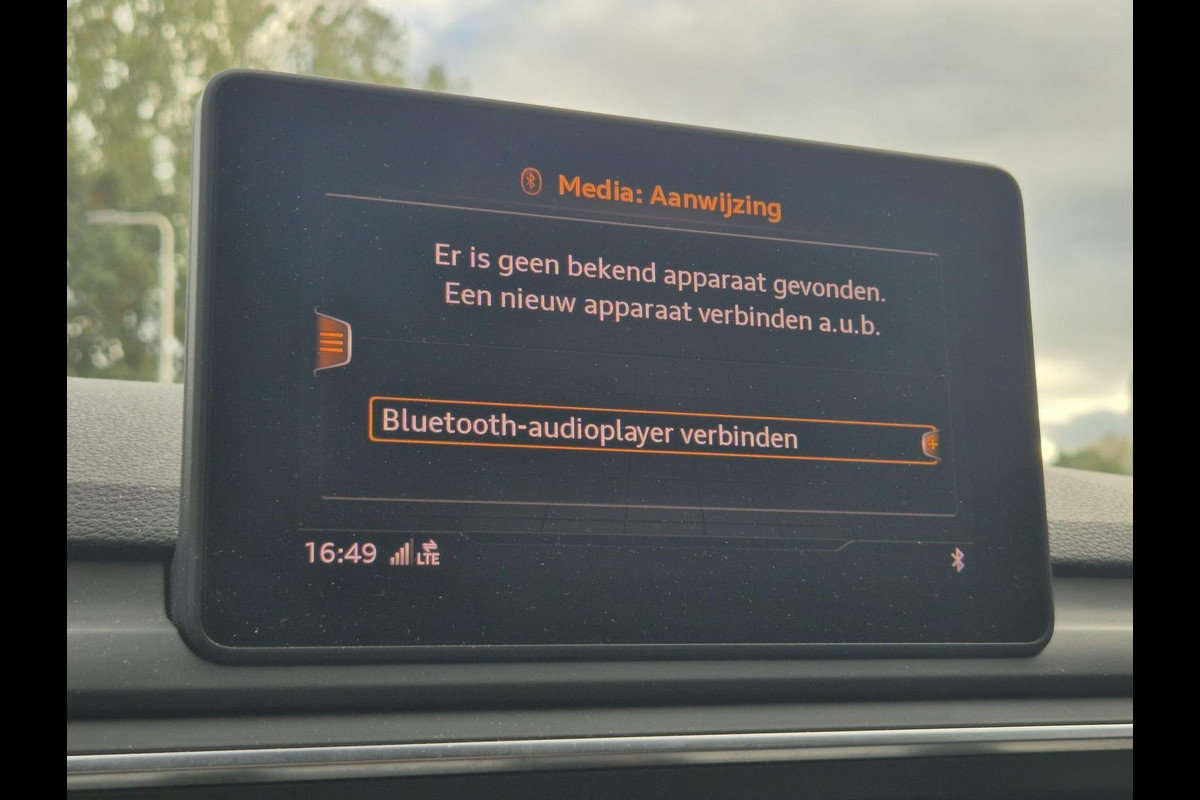 Media: Aanwijzing
Er is geen bekend apparaat gevonden.
Een nieuw apparaat verbinden a.u.b.
Bluetooth-audioplayer verbinden
16:49 LTE